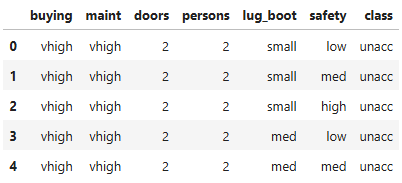 buying maint doors persons lug_boot safety class
0 vhigh vhigh 2 2 small low unacc
1 vhigh vhigh 2 2 small med unacc
2 vhigh vhigh 2 2 small high unacc
3 vhigh vhigh 2 2 med low unacc
4 vhigh vhigh 2 2 med med unacc